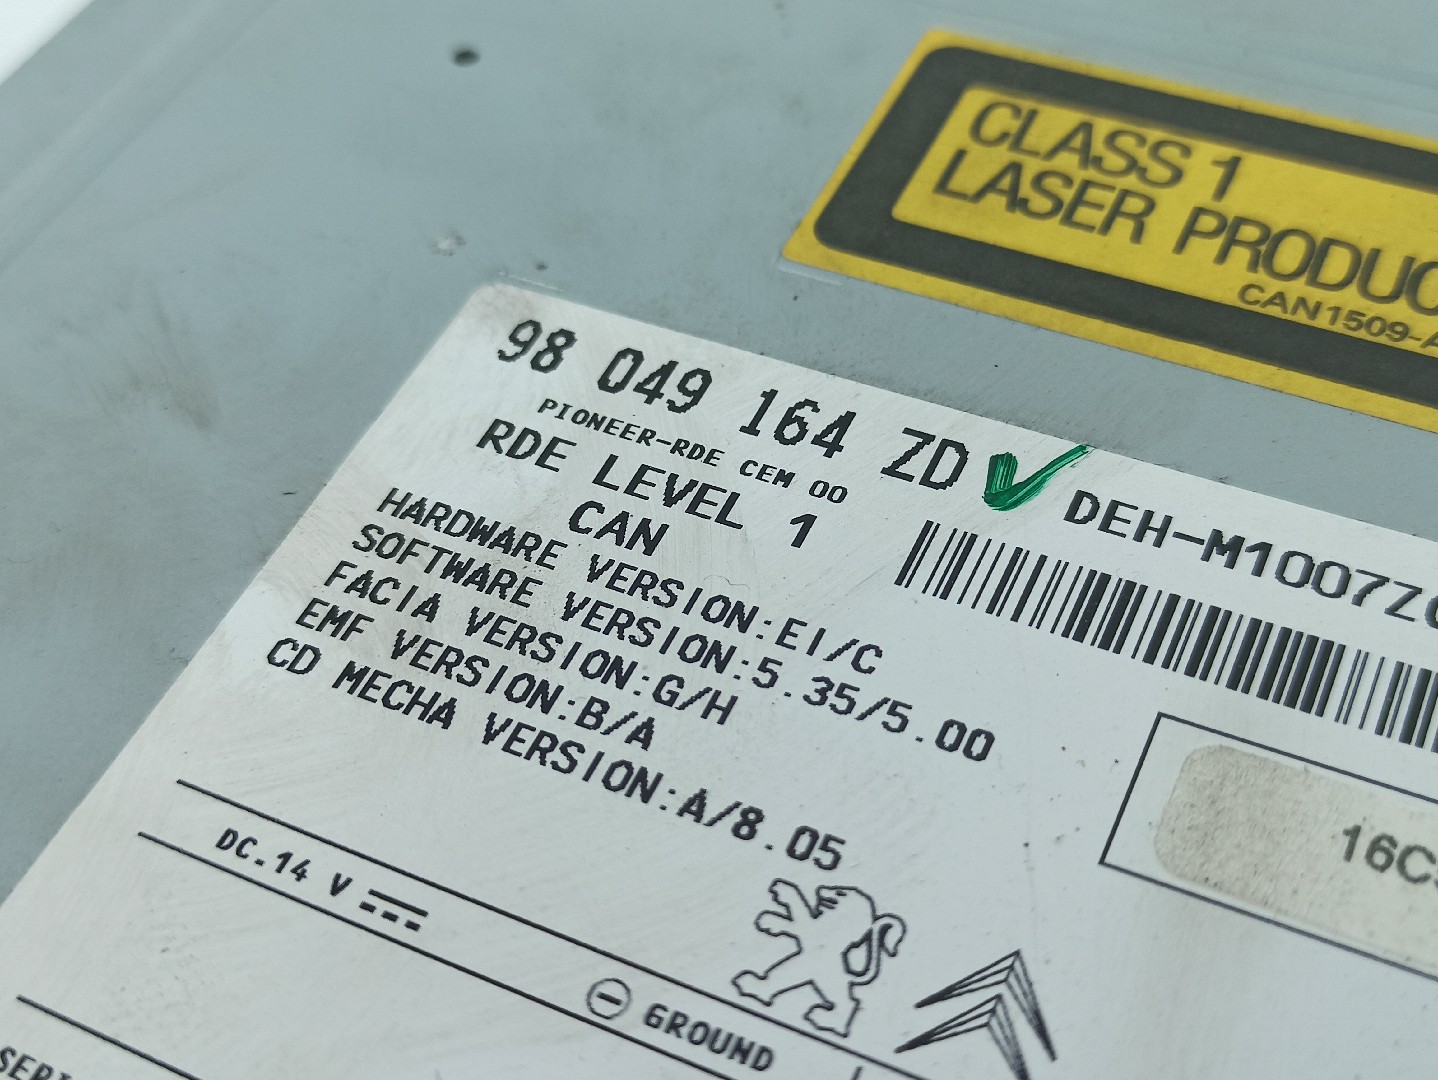 CLASS 1
LASER PRODUC
CAN1509-A
98 049 164 ZD
PIONEER-RDE CEM 00
RDE LEVEL 1
CAN
DEH-M1007Z
HARDWARE VERSION:EI/C
SOFTWARE VERSION:5.35/5.00
FACIA VERSION:G/H
EMF VERSION:B/A
CD MECHA VERSION:A/8.05
16C
DC.14 V
GROUND
SERI